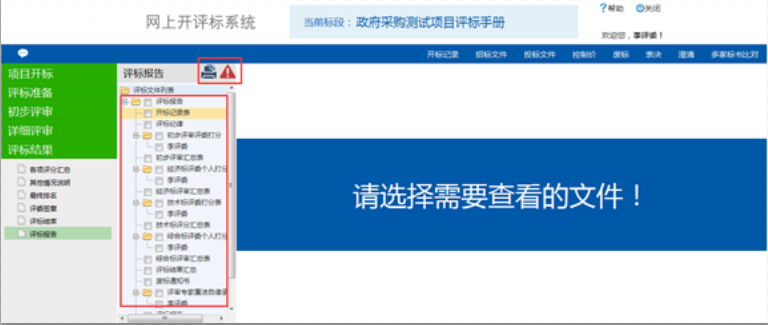 网上开评标系统
当前标段：政府采购测试项目评标手册
帮助 关闭
欢迎您，李评委！
开标记录 招标文件 投标文件 控制价 废标 表决 澄清 多家标书比对
项目开标
评标准备
初步评审
详细评审
评标结果
各项评分汇总
其他情况说明
最终排名
评委签章
评标结束
评标报告
评标报告
评标文件列表
评标报告
开标记录表
评标纪律
初步评审评委打分
李评委
初步评审汇总表
经济标评委个人打分
李评委
经济标评审汇总表
技术标评委打分表
李评委
技术标评分汇总表
综合标评委个人打分
李评委
综合标评审汇总表
评标结果汇总
废标通知书
评审专家廉洁自律承
李评委
请选择需要查看的文件！